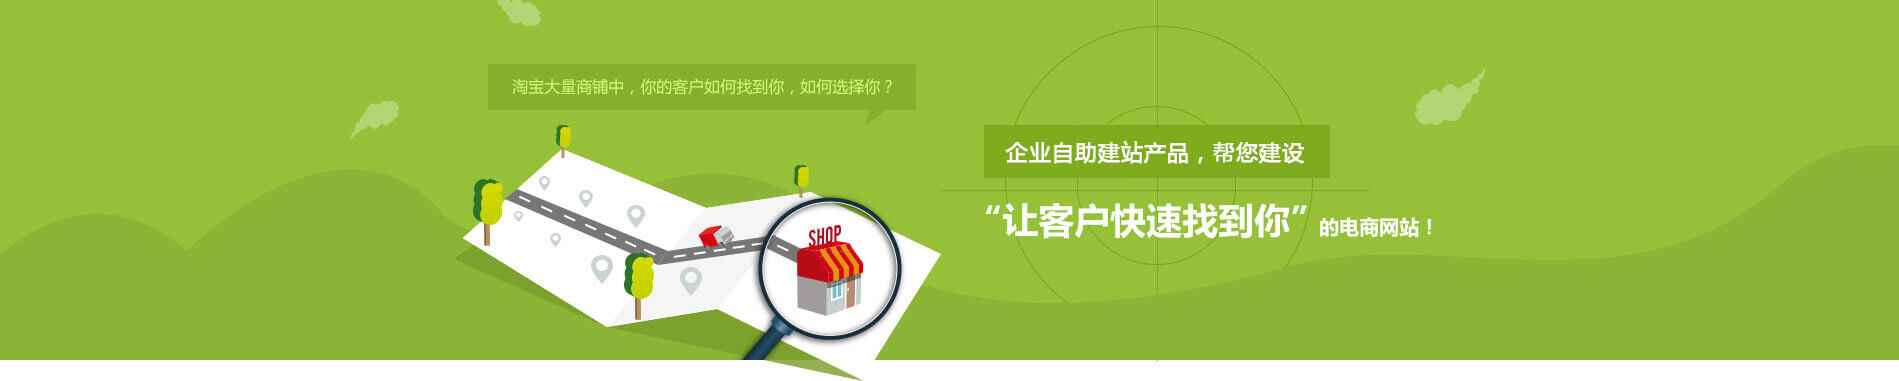 淘宝大量商铺中，你的客户如何找到你，如何选择你？
企业自助建站产品，帮您建设
“让客户快速找到你” 的电商网站！
SHOP